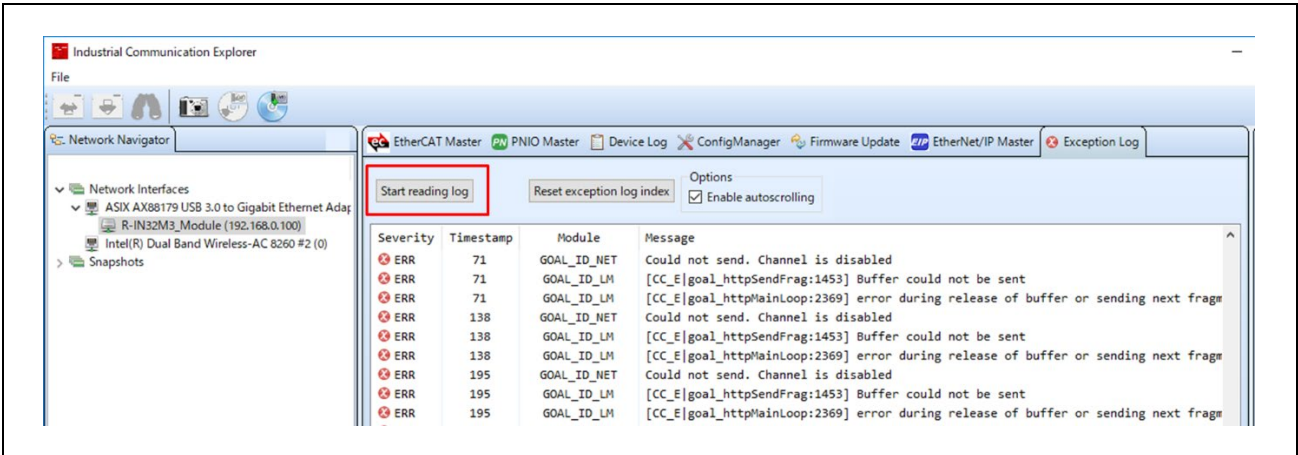 Industrial Communication Explorer
File
Network Navigator
Network Interfaces
ASIX AX88179 USB 3.0 to Gigabit Ethernet Adap
R-IN32M3_Module (192.168.0.100)
Intel(R) Dual Band Wireless-AC 8260 #2 (0)
Snapshots
EtherCAT Master PNIO Master Device Log ConfigManager Firmware Update EtherNet/IP Master Exception Log
Start reading log Reset exception log index Options
Enable autoscrolling
Severity Timestamp Module Message
ERR 71 GOAL_ID_NET Could not send. Channel is disabled
ERR 71 GOAL_ID_LM [CC_E|goal_httpSendFrag:1453] Buffer could not be sent
ERR 71 GOAL_ID_LM [CC_E|goal_httpMainLoop:2369] error during release of buffer or sending next fragm
ERR 138 GOAL_ID_NET Could not send. Channel is disabled
ERR 138 GOAL_ID_LM [CC_E|goal_httpSendFrag:1453] Buffer could not be sent
ERR 138 GOAL_ID_LM [CC_E|goal_httpMainLoop:2369] error during release of buffer or sending next fragm
ERR 195 GOAL_ID_NET Could not send. Channel is disabled
ERR 195 GOAL_ID_LM [CC_E|goal_httpSendFrag:1453] Buffer could not be sent
ERR 195 GOAL_ID_LM [CC_E|goal_httpMainLoop:2369] error during release of buffer or sending next fragm